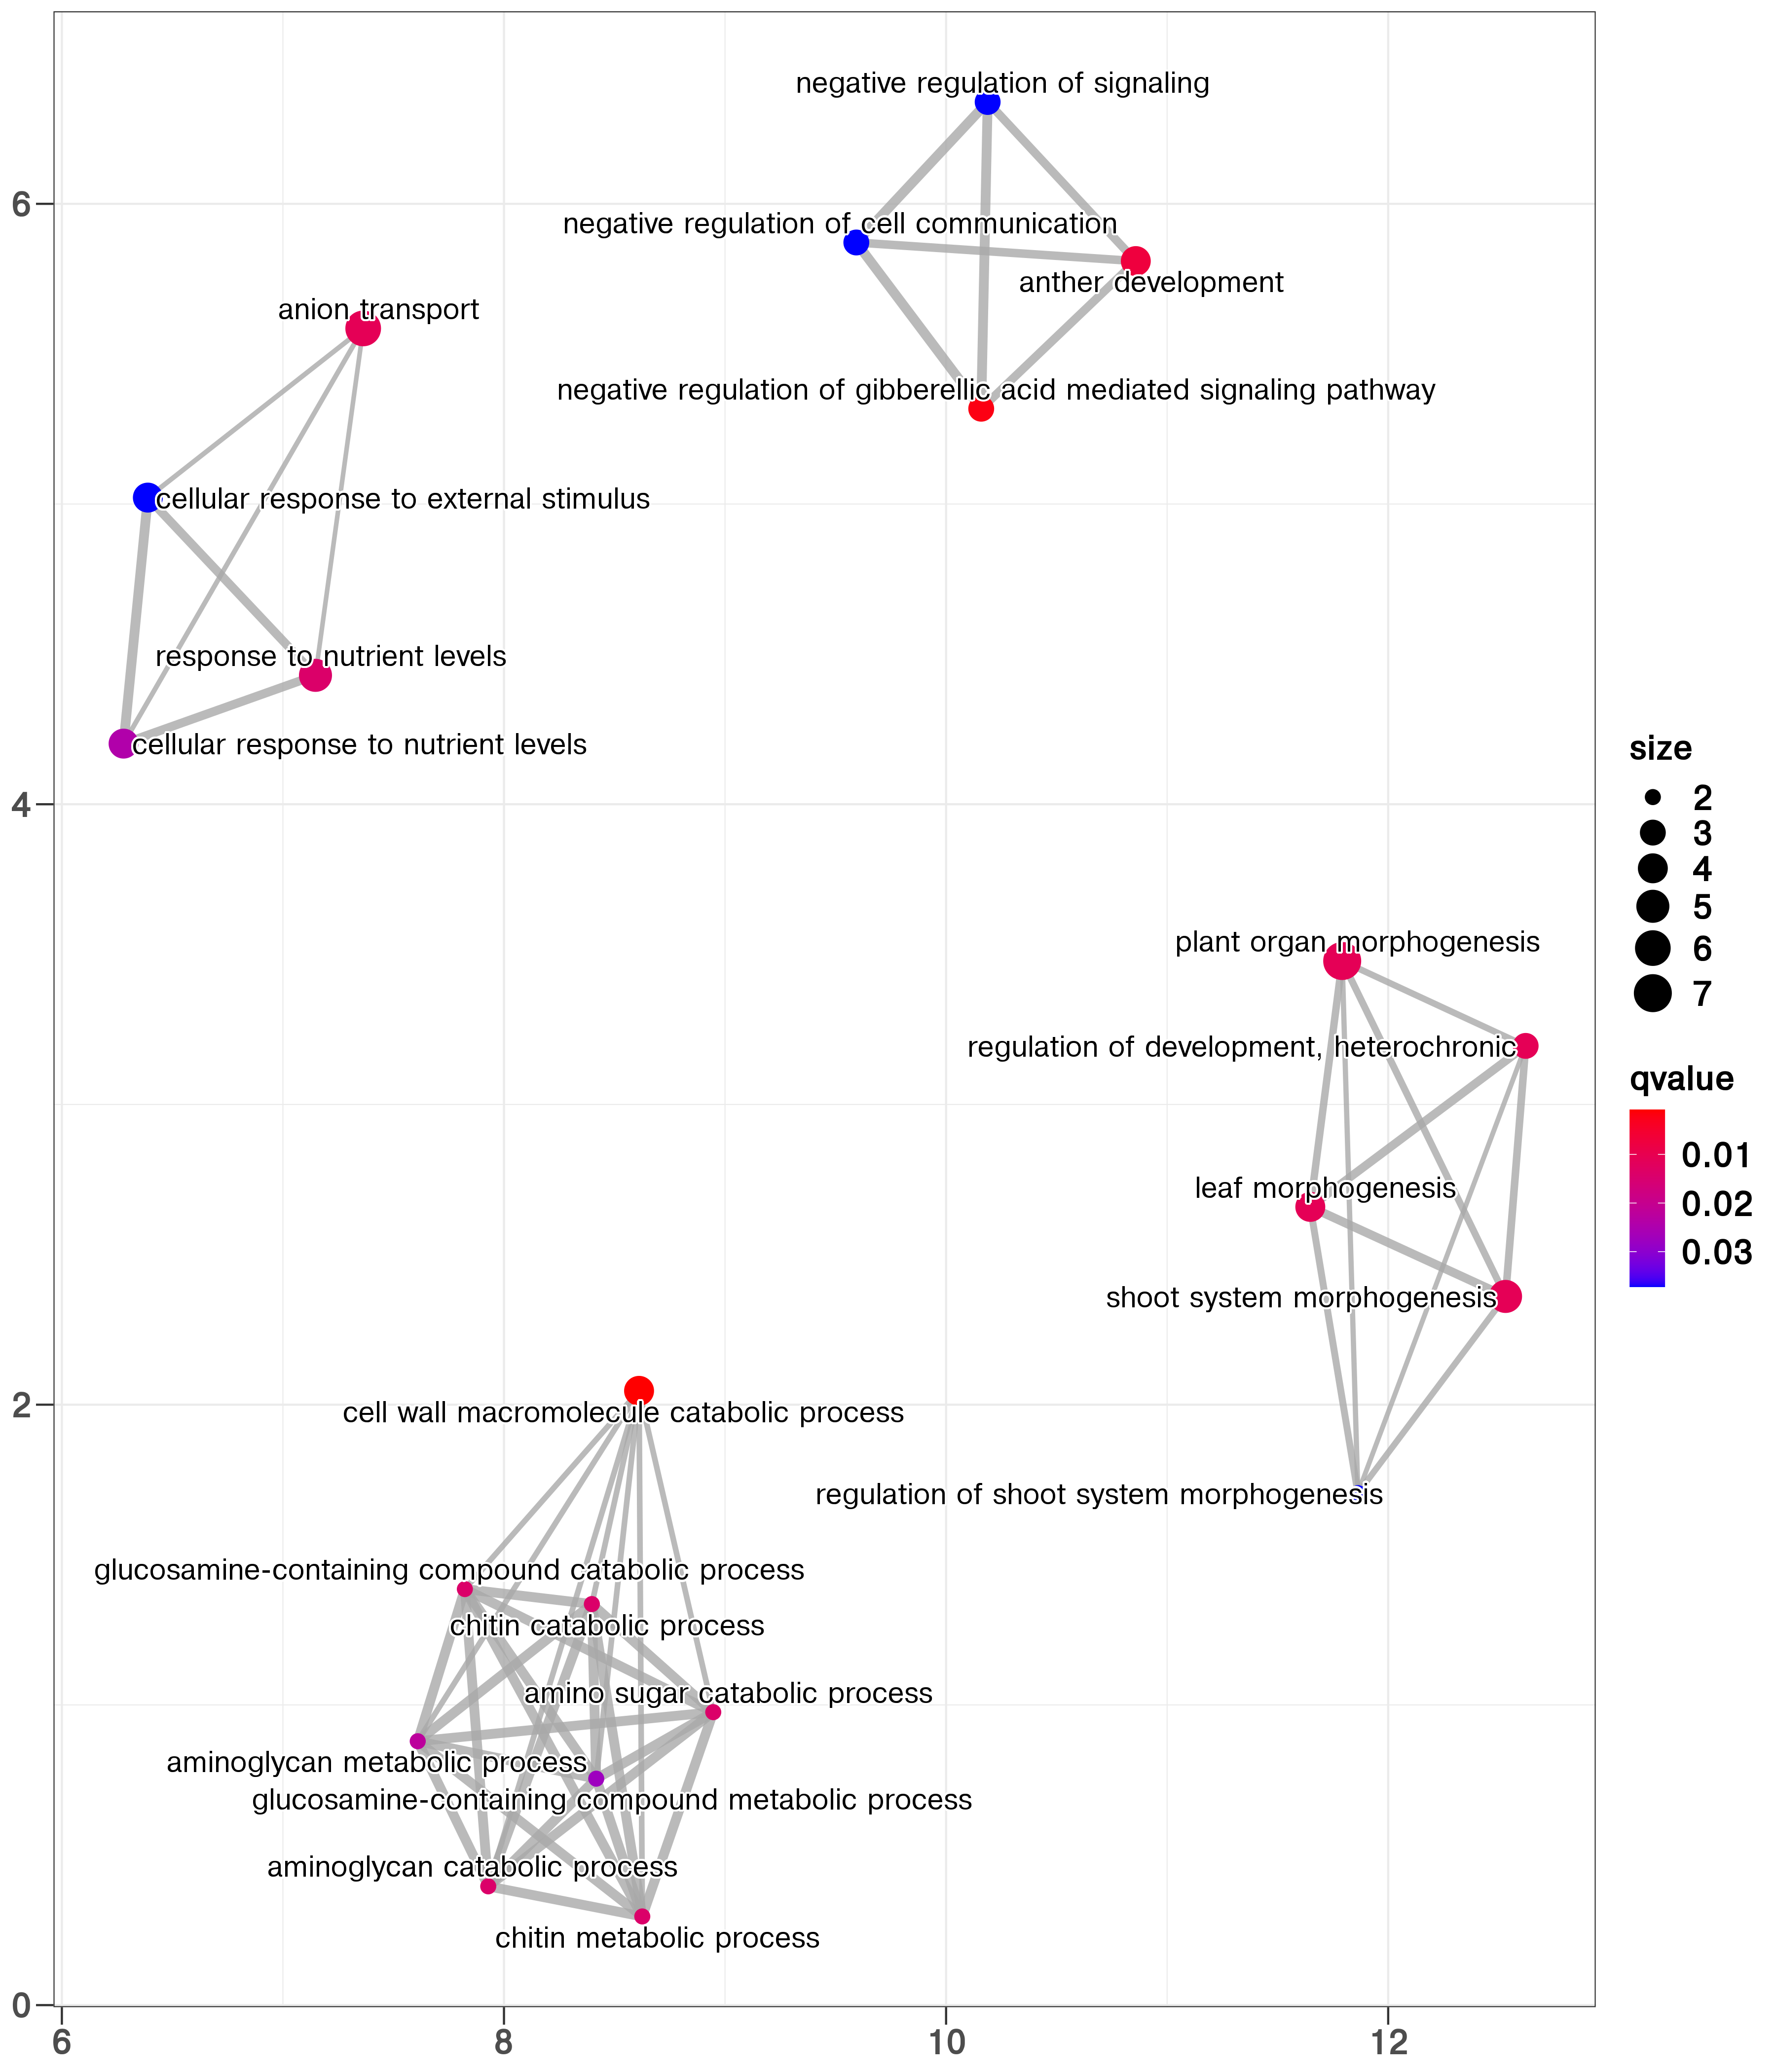 negative regulation of signaling
6
negative regulation of cell communication
anther development
anion transport
negative regulation of gibberellic acid mediated signaling pathway
cellular response to external stimulus
response to nutrient levels
cellular response to nutrient levels
4
size
2
3
4
5
6
7
plant organ morphogenesis
regulation of development, heterochronic
qvalue
0.01
0.02
0.03
leaf morphogenesis
shoot system morphogenesis
2
cell wall macromolecule catabolic process
regulation of shoot system morphogenesis
glucosamine-containing compound catabolic process
chitin catabolic process
amino sugar catabolic process
aminoglycan metabolic process
glucosamine-containing compound metabolic process
aminoglycan catabolic process
chitin metabolic process
0
6 8 10 12